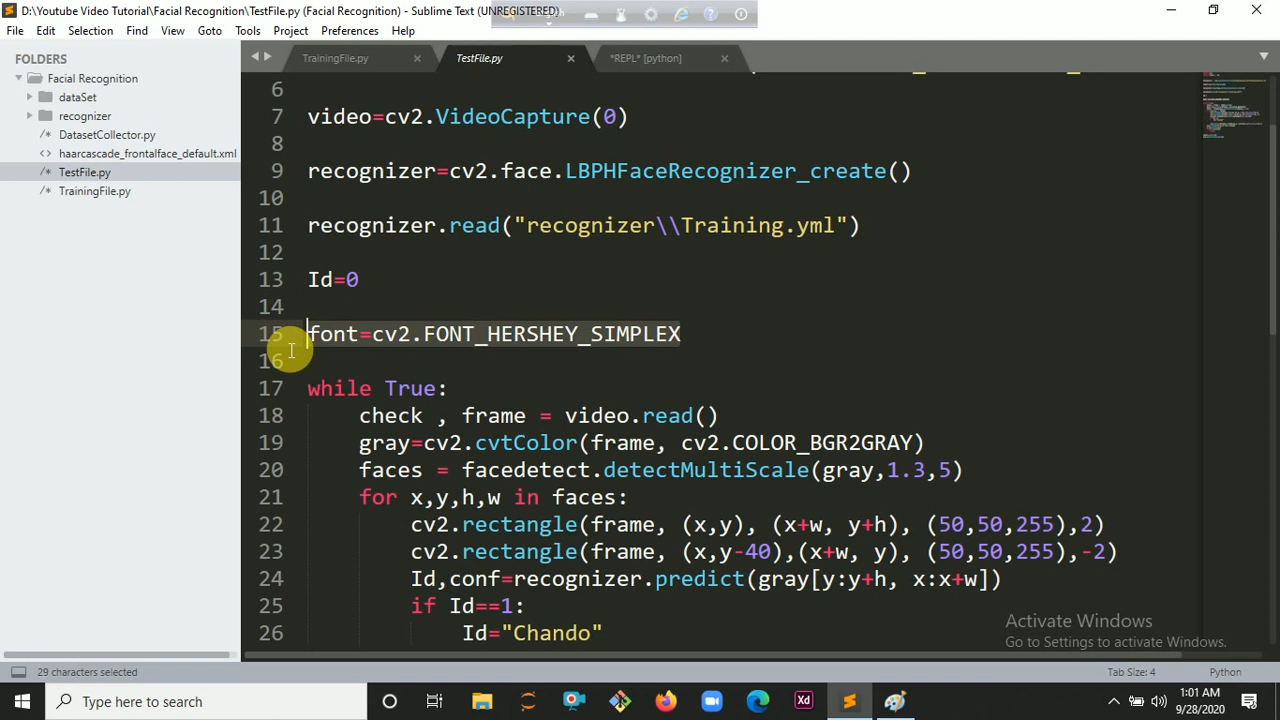 D:\Youtube Video Tutorial\Facial Recognition\TestFile.py (Facial Recognition) - Sublime Text (UNREGISTERED)
File Edit Selection Find View Goto Tools Project Preferences Help
FOLDERS
Facial Recognition
dataSet
recognizer
DatasetCollector.py
haarcascade_frontalface_default.xml
TestFile.py
TrainingFile.py
TrainingFile.py TestFile.py *REPL* [python]
6
7 video=cv2.VideoCapture(0)
8
9 recognizer=cv2.face.LBPHFaceRecognizer_create()
10
11 recognizer.read("recognizer\\Training.yml")
12
13 Id=0
14
15 font=cv2.FONT_HERSHEY_SIMPLEX
16
17 while True:
18 check , frame = video.read()
19 gray=cv2.cvtColor(frame, cv2.COLOR_BGR2GRAY)
20 faces = facedetect.detectMultiScale(gray,1.3,5)
21 for x,y,h,w in faces:
22 cv2.rectangle(frame, (x,y), (x+w, y+h), (50,50,255),2)
23 cv2.rectangle(frame, (x,y-40),(x+w, y), (50,50,255),-2)
24 Id,conf=recognizer.predict(gray[y:y+h, x:x+w])
25 if Id==1:
26 Id="Chando"
Activate Windows
Go to Settings to activate Windows.
29 characters selected
Tab Size: 4 Python
Type here to search
Xd
1:01 AM
9/28/2020